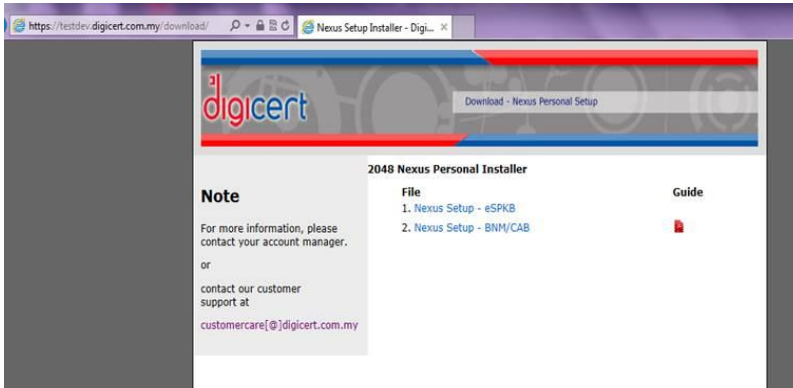 https://testdev.digicert.com.my/download/
Nexus Setup Installer - Digi...
digicert
Download - Nexus Personal Setup
2048 Nexus Personal Installer
Note
File Guide
1. Nexus Setup - eSPKB
2. Nexus Setup - BNM/CAB
For more information, please
contact your account manager.
or
contact our customer
support at
customercare[@]digicert.com.my